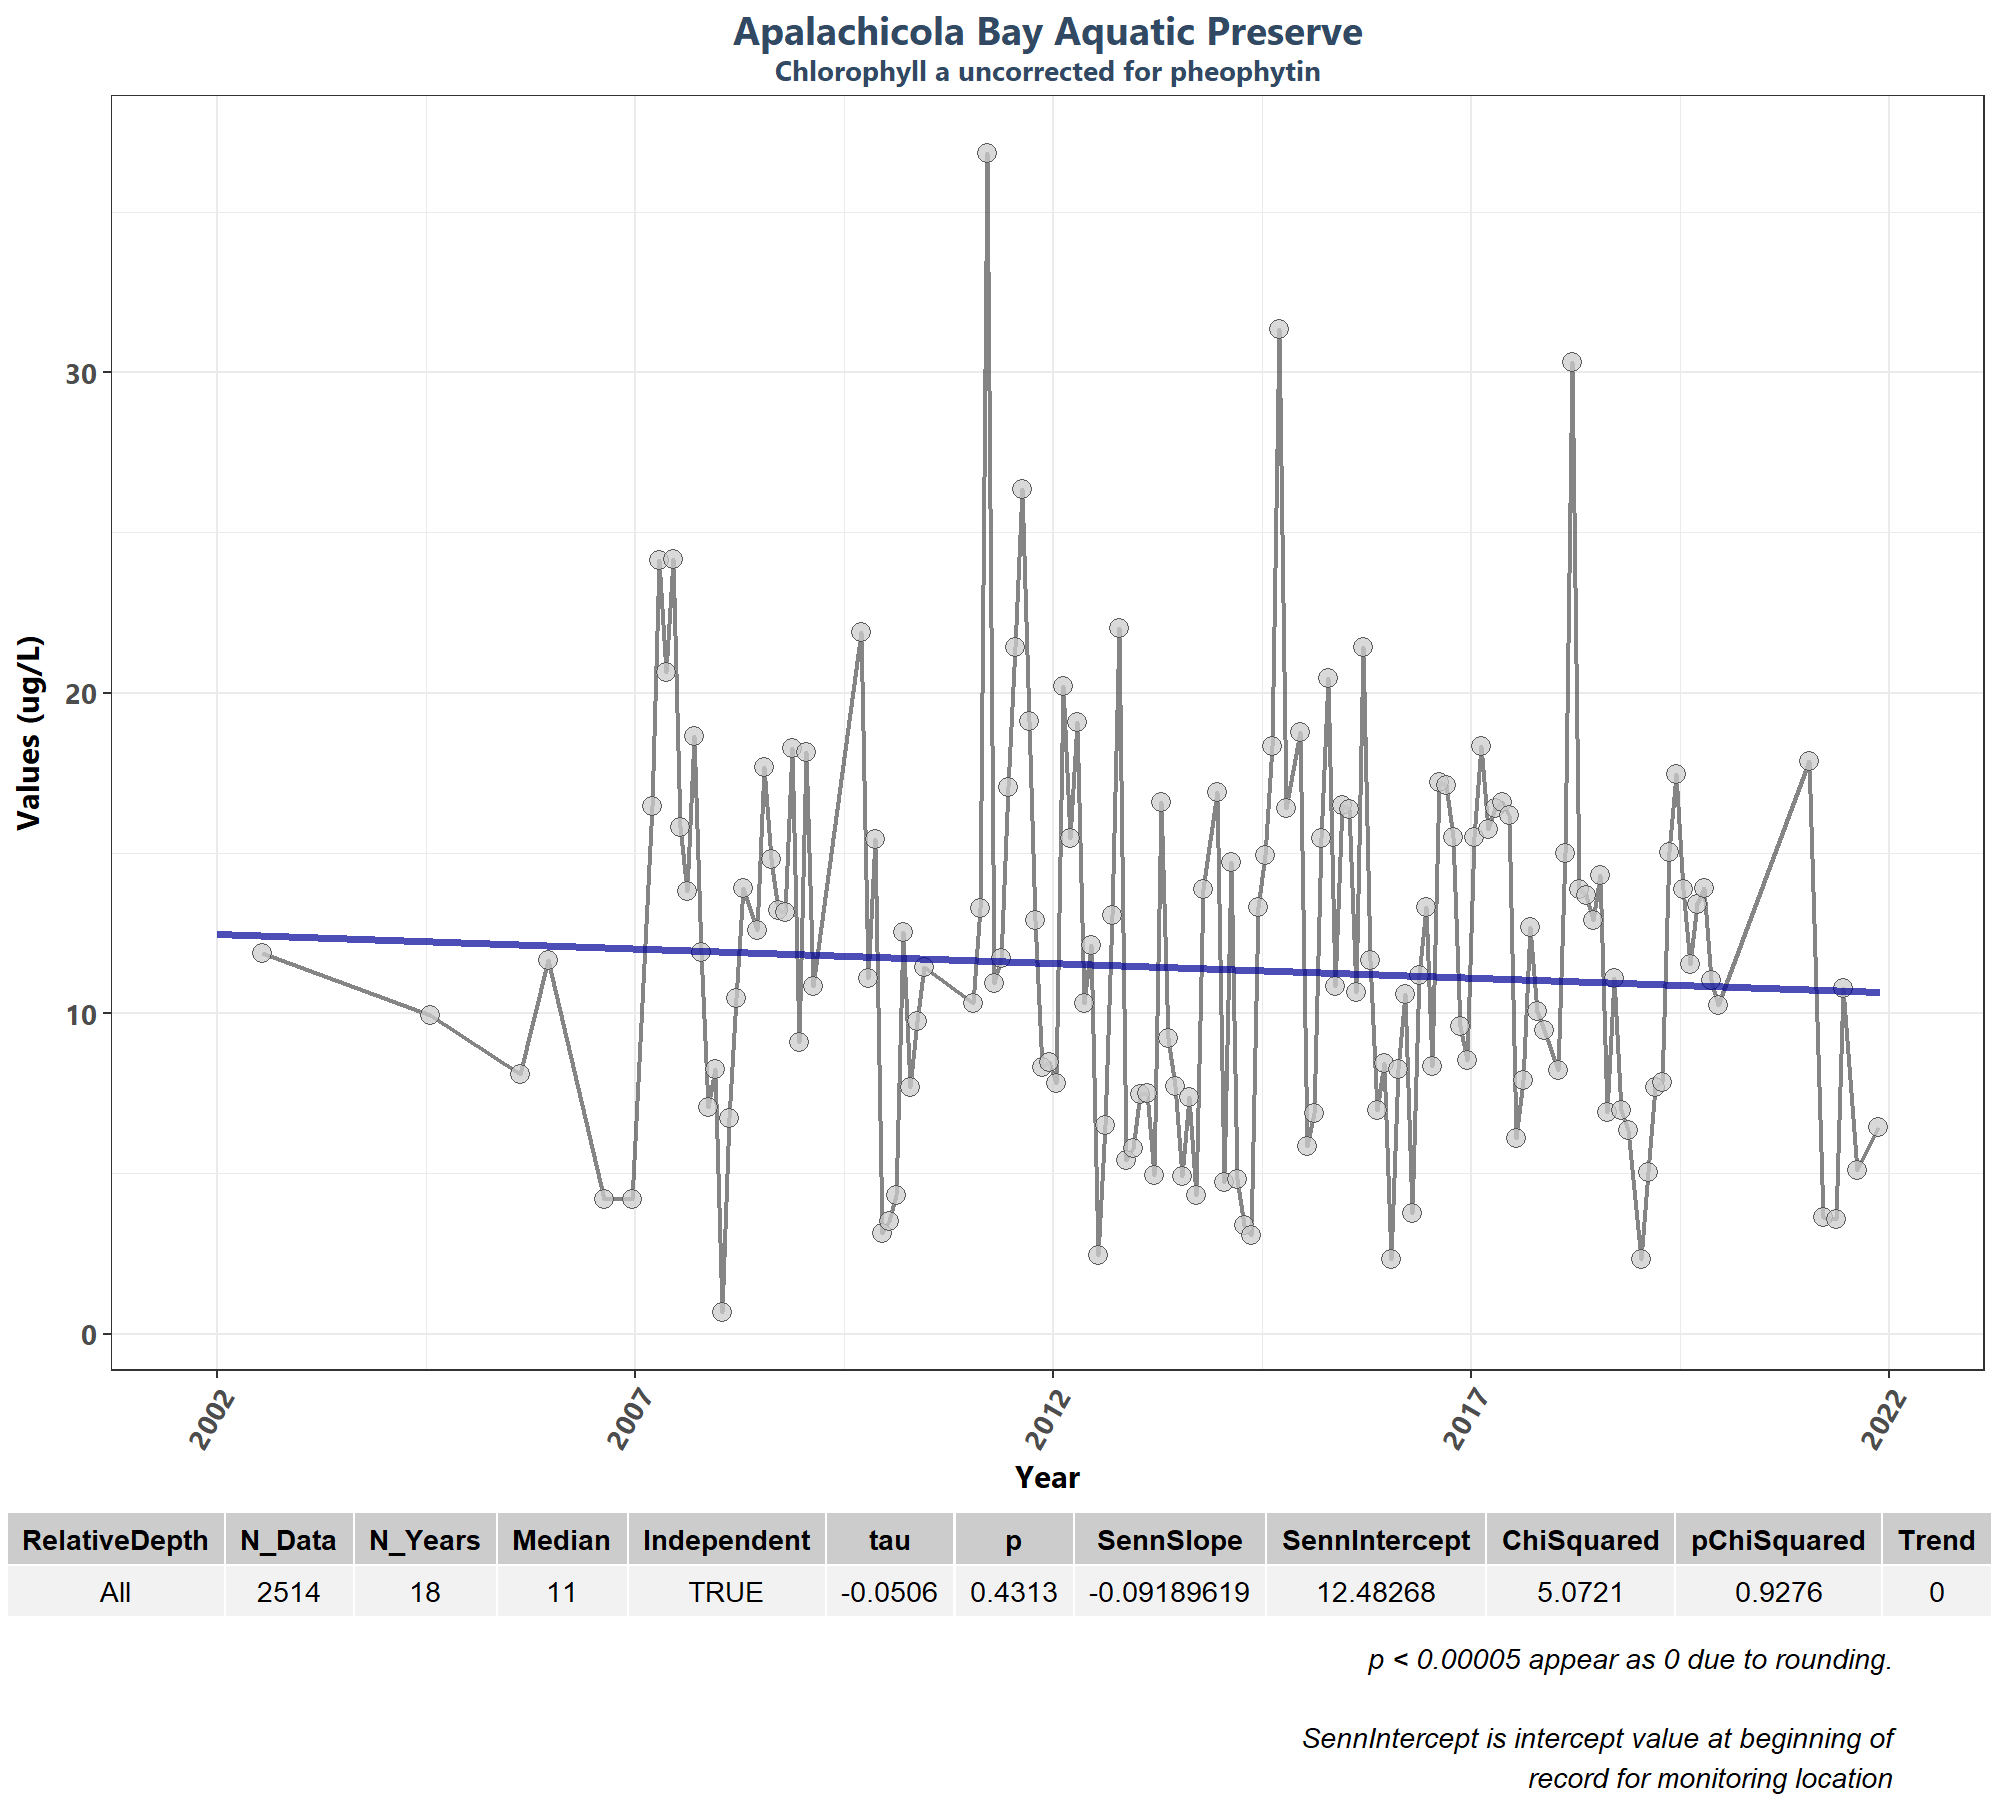 Apalachicola Bay Aquatic Preserve
Chlorophyll a uncorrected for pheophytin
Values (ug/L)
30
20
10
0
2002
2007
2012
2017
2022
Year
RelativeDepth N_Data N_Years Median Independent tau p SennSlope SennIntercept ChiSquared pChiSquared Trend
All 2514 18 11 TRUE -0.0506 0.4313 -0.09189619 12.48268 5.0721 0.9276 0
p < 0.00005 appear as 0 due to rounding.
SennIntercept is intercept value at beginning of
record for monitoring location